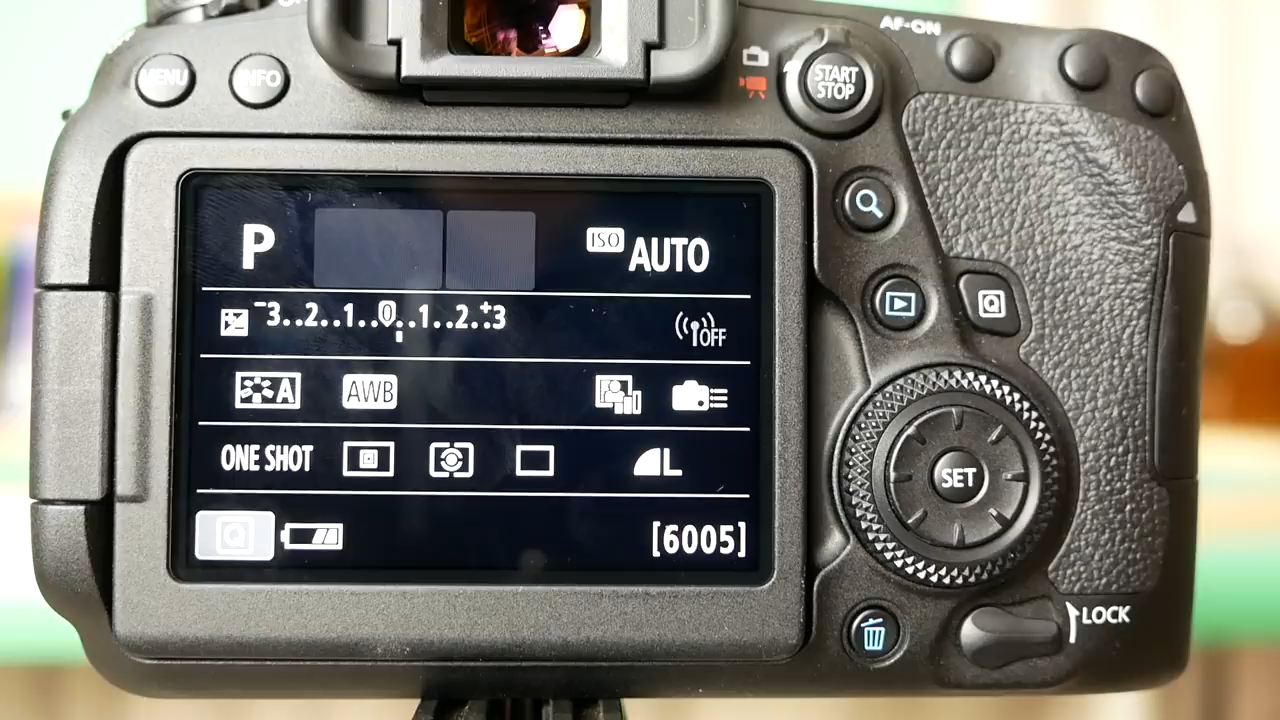 AF-ON
MENU
INFO
START
STOP
P
ISO
AUTO
-3..2..1..0..1..2..+3
OFF
A
AWB
ONE SHOT
L
Q
[6005]
Q
SET
LOCK